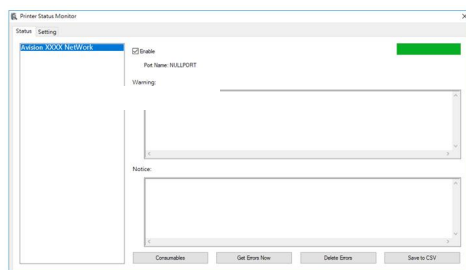 Printer Status Monitor
Status Setting
Avision XXXX NetWork
Enable
Port Name: NULLPORT
Warning:
Notice:
Consumables Get Errors Now Delete Errors Save to CSV